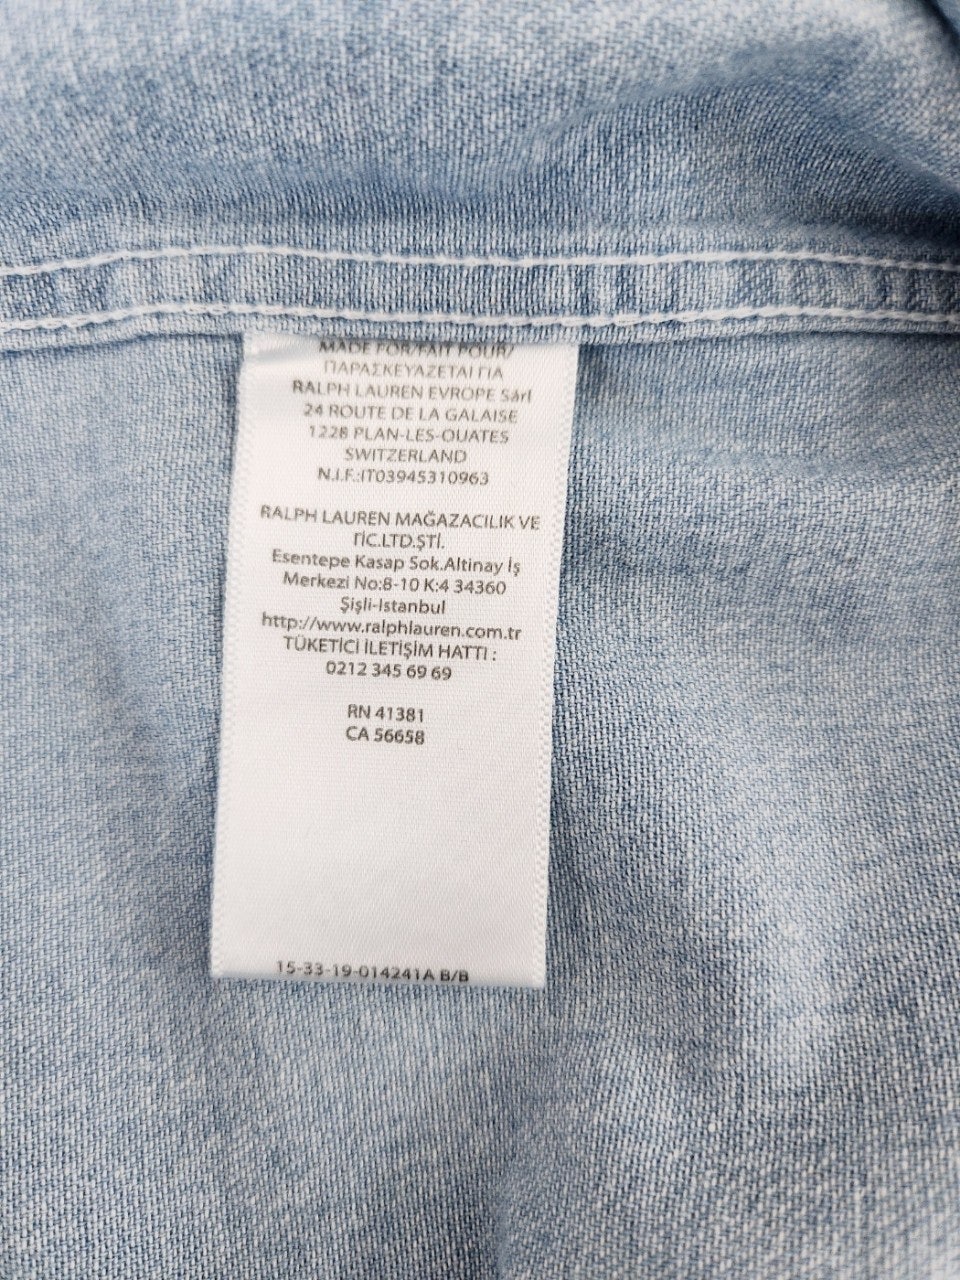 MADE FOR/FAIT POUR/
ΠΑΡΑΣΚΕΥΑΖΕΤΑΙ ΓΙΑ
RALPH LAUREN EVROPE Sàrl
24 ROUTE DE LA GALAISE
1228 PLAN-LES-OUATES
SWITZERLAND
N.I.F.:IT03945310963
RALPH LAUREN MAĞAZACILIK VE
TİC.LTD.ŞTİ.
Esentepe Kasap Sok.Altinay İş
Merkezi No:8-10 K:4 34360
Şişli-Istanbul
http://www.ralphlauren.com.tr
TÜKETİCİ İLETİŞİM HATTI :
0212 345 69 69
RN 41381
CA 56658
15-33-19-014241A B/B